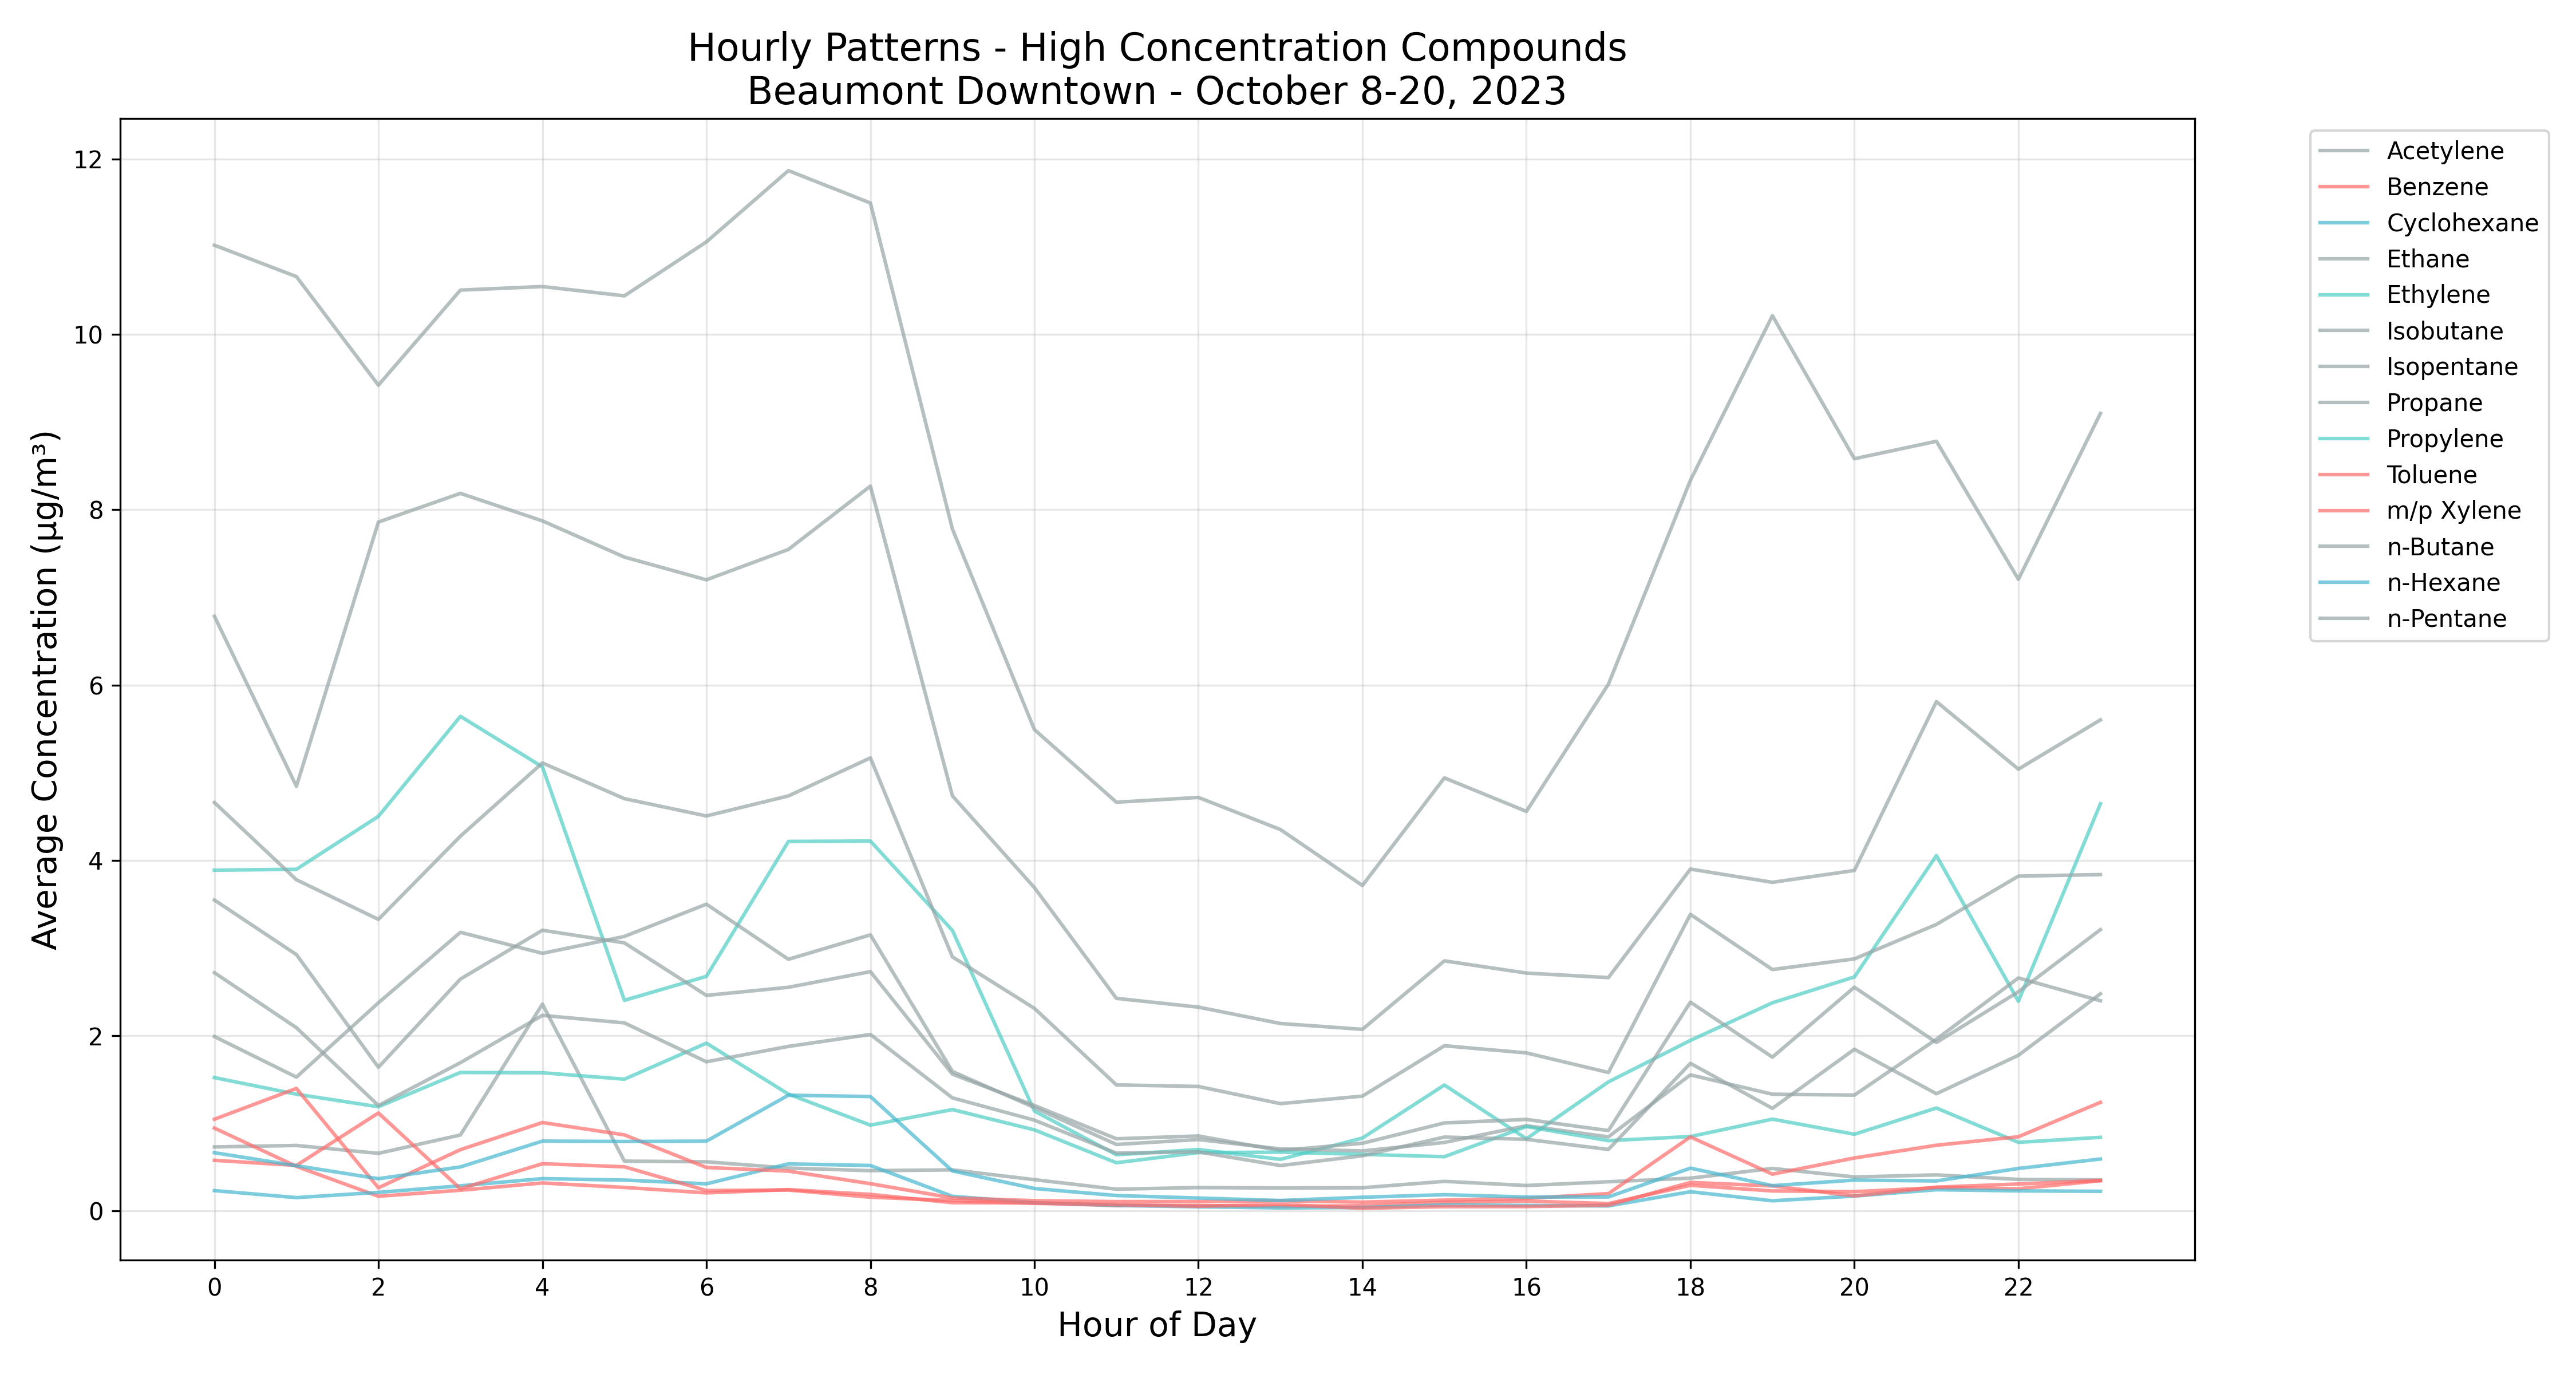 Hourly Patterns - High Concentration Compounds
Beaumont Downtown - October 8-20, 2023
Average Concentration (µg/m³)
12
10
8
6
4
2
0
0 2 4 6 8 10 12 14 16 18 20 22
Hour of Day
Acetylene
Benzene
Cyclohexane
Ethane
Ethylene
Isobutane
Isopentane
Propane
Propylene
Toluene
m/p Xylene
n-Butane
n-Hexane
n-Pentane